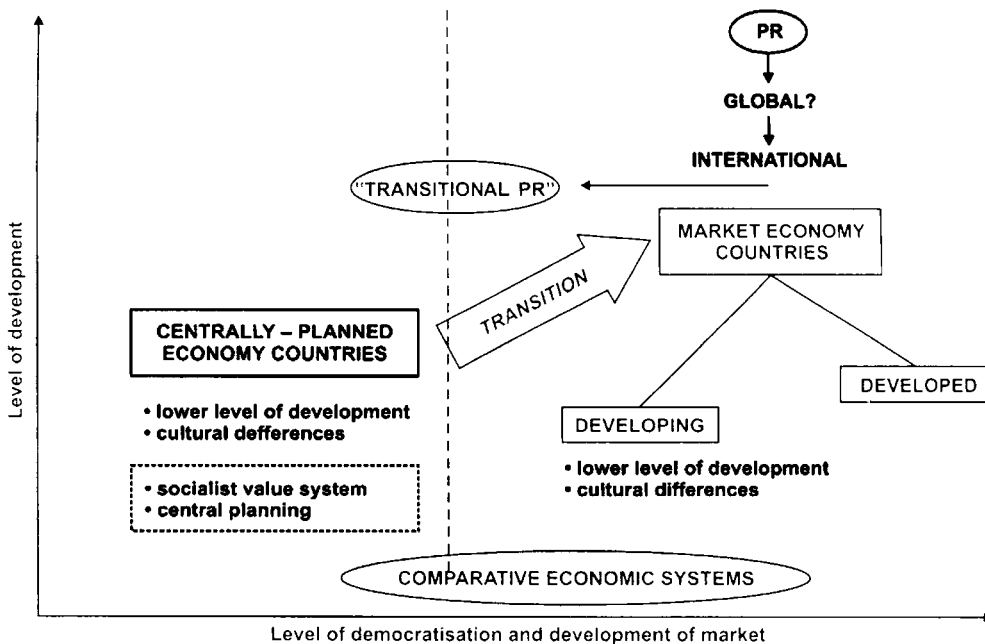 PR
GLOBAL?
INTERNATIONAL
"TRANSITIONAL PR"
MARKET ECONOMY
COUNTRIES
TRANSITION
CENTRALLY – PLANNED
ECONOMY COUNTRIES
• lower level of development
• cultural defferences
• socialist value system
• central planning
DEVELOPED
DEVELOPING
• lower level of development
• cultural differences
COMPARATIVE ECONOMIC SYSTEMS
Level of development
Level of democratisation and development of market